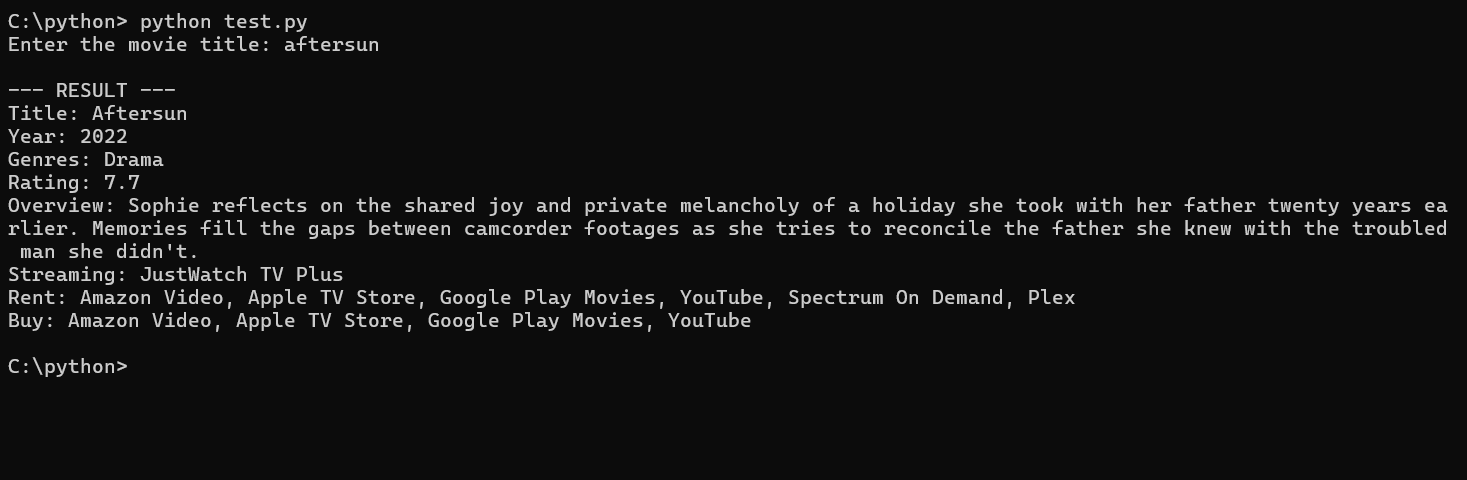 C:\python> python test.py
Enter the movie title: aftersun
--- RESULT ---
Title: Aftersun
Year: 2022
Genres: Drama
Rating: 7.7
Overview: Sophie reflects on the shared joy and private melancholy of a holiday she took with her father twenty years ea
rlier. Memories fill the gaps between camcorder footages as she tries to reconcile the father she knew with the troubled
 man she didn't.
Streaming: JustWatch TV Plus
Rent: Amazon Video, Apple TV Store, Google Play Movies, YouTube, Spectrum On Demand, Plex
Buy: Amazon Video, Apple TV Store, Google Play Movies, YouTube
C:\python>